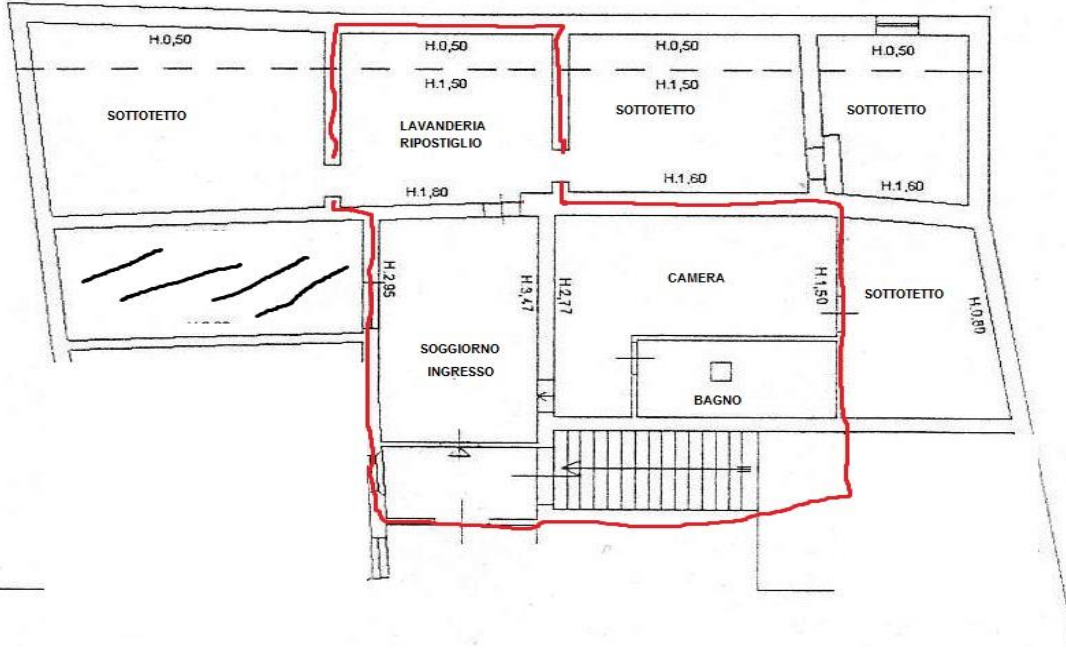 H.0,50
H.0,50
H.0,50
H.0,50
H.1,50
H.1,50
SOTTOTETTO
SOTTOTETTO
SOTTOTETTO
LAVANDERIA
RIPOSTIGLIO
H.1,80
H.1,60
H.1,60
H.2,95
H.3,47
H.2,77
CAMERA
H.1,50
SOTTOTETTO
H.0,80
SOGGIORNO
INGRESSO
BAGNO